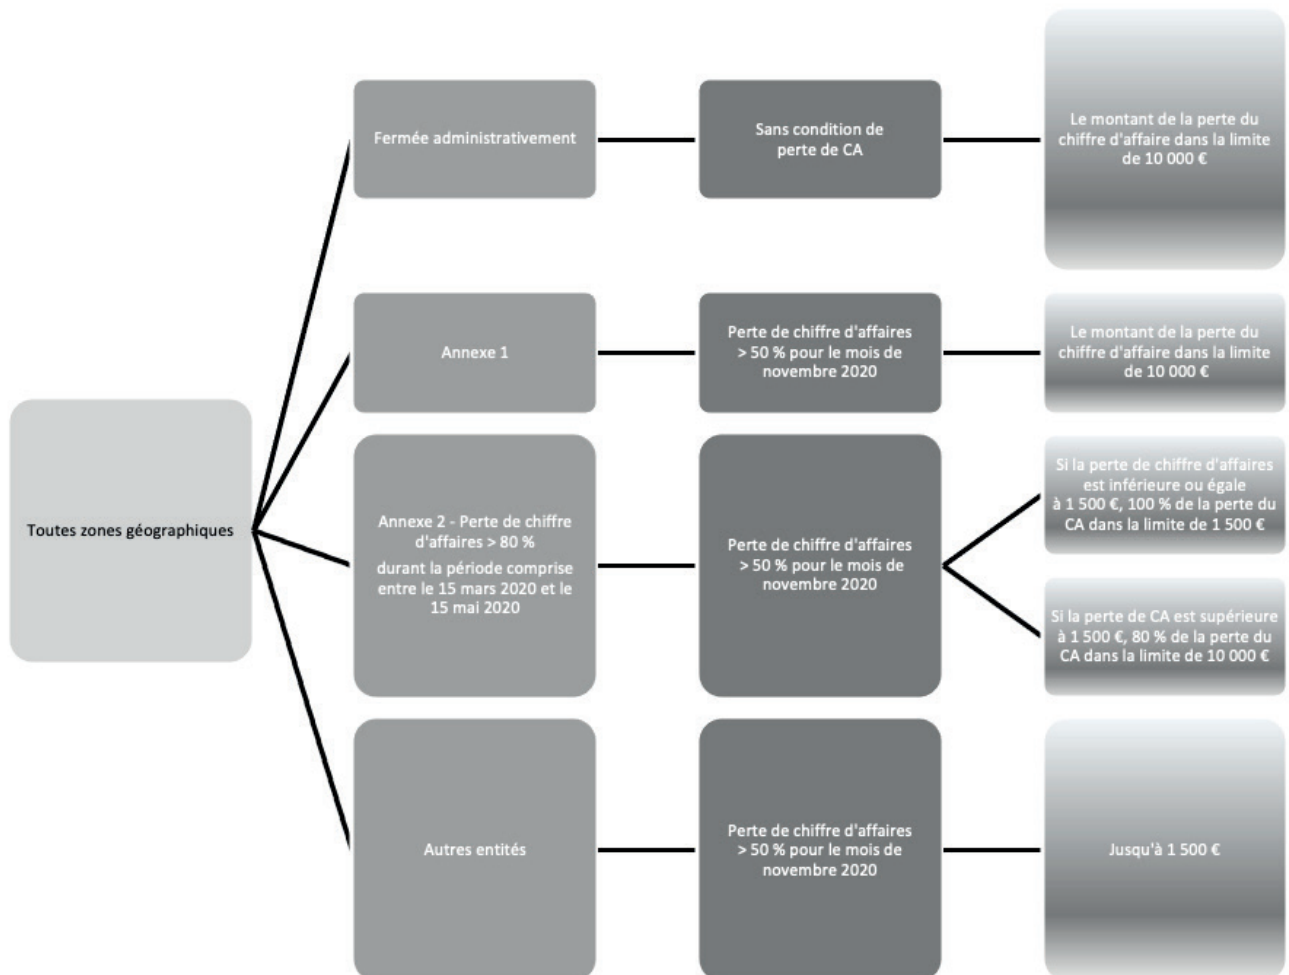 Toutes zones géographiques
Fermée administrativement
Sans condition de
perte de CA
Le montant de la perte du
chiffre d'affaire dans la limite
de 10 000 €
Annexe 1
Perte de chiffre d'affaires
> 50 % pour le mois de
novembre 2020
Le montant de la perte du
chiffre d'affaire dans la limite
de 10 000 €
Annexe 2 - Perte de chiffre
d'affaires > 80 %
durant la période comprise
entre le 15 mars 2020 et le
15 mai 2020
Perte de chiffre d'affaires
> 50 % pour le mois de
novembre 2020
Si la perte de chiffre d'affaires
est inférieure ou égale
à 1 500 €, 100 % de la perte du
CA dans la limite de 1 500 €
Si la perte de CA est supérieure
à 1 500 €, 80 % de la perte du
CA dans la limite de 10 000 €
Autres entités
Perte de chiffre d'affaires
> 50 % pour le mois de
novembre 2020
Jusqu'à 1 500 €